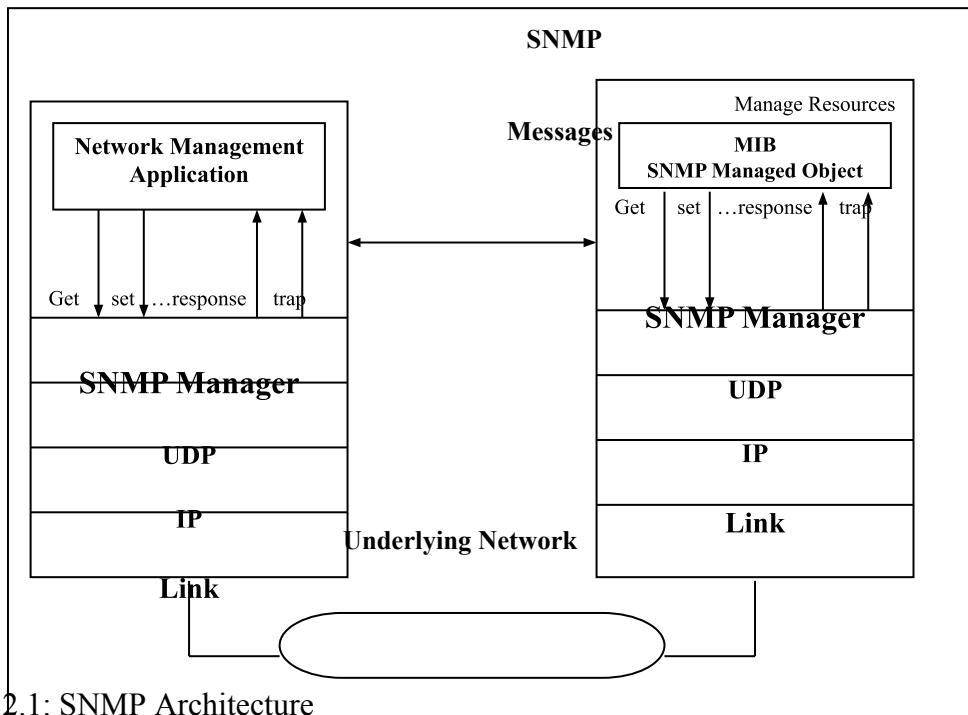 SNMP
Messages
Network Management
Application
Get set …response trap
SNMP Manager
UDP
IP
Link
Manage Resources
MIB
SNMP Managed Object
Get set …response trap
SNMP Manager
UDP
IP
Link
Underlying Network
2.1: SNMP Architecture